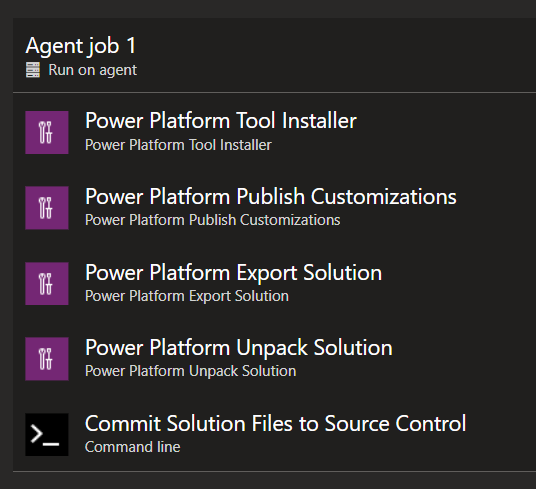 Agent job 1
Run on agent
Power Platform Tool Installer
Power Platform Tool Installer
Power Platform Publish Customizations
Power Platform Publish Customizations
Power Platform Export Solution
Power Platform Export Solution
Power Platform Unpack Solution
Power Platform Unpack Solution
Commit Solution Files to Source Control
Command line